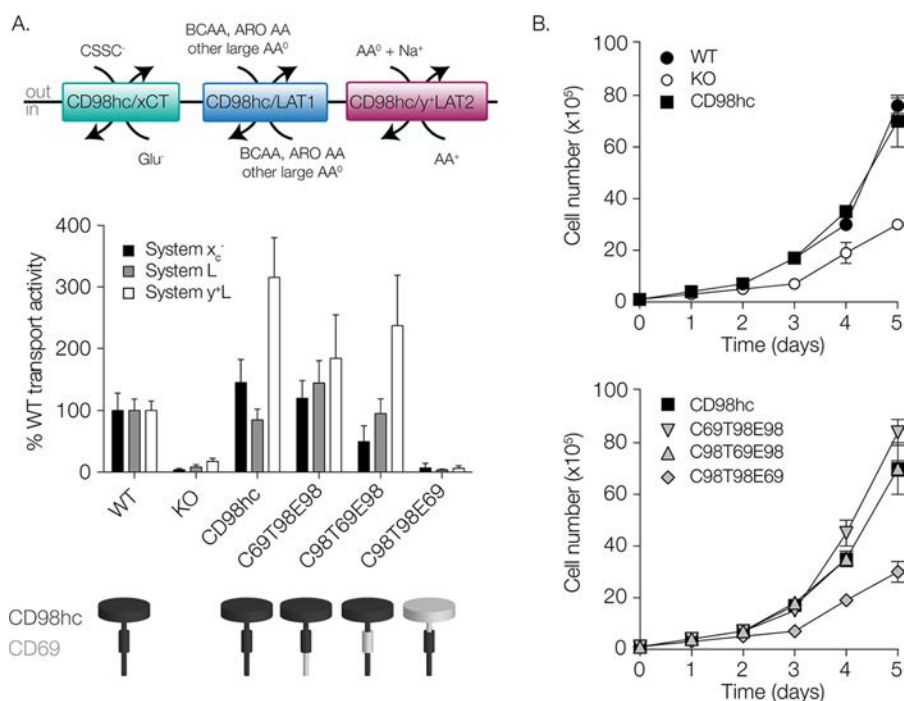 A.
CSSC⁻
BCAA, ARO AA
other large AA⁰
AA⁰ + Na⁺
out
in
CD98hc/xCT
CD98hc/LAT1
CD98hc/y⁺LAT2
Glu⁻
BCAA, ARO AA
other large AA⁰
AA⁺
% WT transport activity
400
300
200
100
0
System x꜀⁻
System L
System y⁺L
WT
KO
CD98hc
C69T98E98
C98T69E98
C98T98E69
CD98hc
CD69
B.
Cell number (x10⁵)
100
80
60
40
20
0
WT
KO
CD98hc
0 1 2 3 4 5
Time (days)
Cell number (x10⁵)
100
80
60
40
20
0
CD98hc
C69T98E98
C98T69E98
C98T98E69
0 1 2 3 4 5
Time (days)